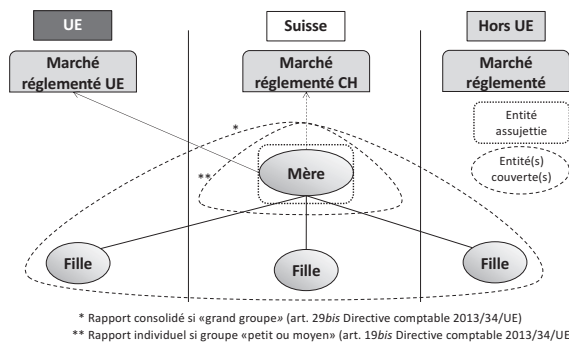 UE
Suisse
Hors UE
Marché
réglementé UE
Marché
réglementé CH
Marché
réglementé
Entité
assujettie
Entité(s)
couverte(s)
*
**
Mère
Fille
Fille
Fille
* Rapport consolidé si «grand groupe» (art. 29bis Directive comptable 2013/34/UE)
** Rapport individuel si groupe «petit ou moyen» (art. 19bis Directive comptable 2013/34/UE